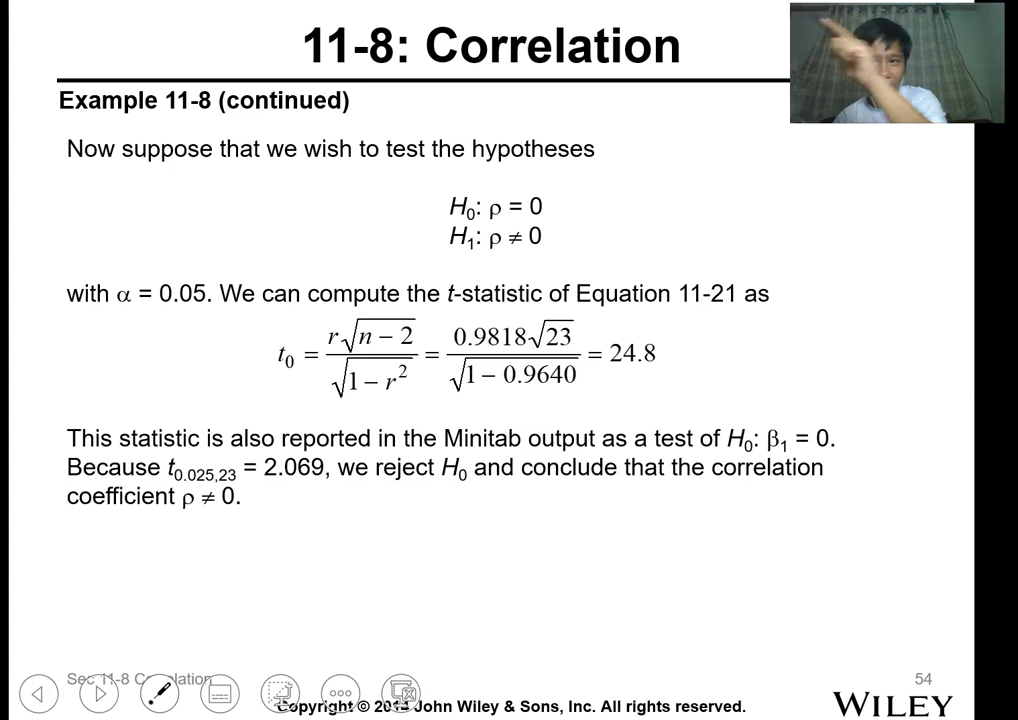 11-8: Correlation
Example 11-8 (continued)
Now suppose that we wish to test the hypotheses
H₀: ρ = 0
H₁: ρ ≠ 0
with α = 0.05. We can compute the t-statistic of Equation 11-21 as
t₀ = r√(n − 2) / √(1 − r²) = 0.9818√23 / √(1 − 0.9640) = 24.8
This statistic is also reported in the Minitab output as a test of H₀: β₁ = 0.
Because t₀.₀₂₅,₂₃ = 2.069, we reject H₀ and conclude that the correlation
coefficient ρ ≠ 0.
Sec 11-8
54
Copyright © John Wiley & Sons, Inc. All rights reserved.
WILEY